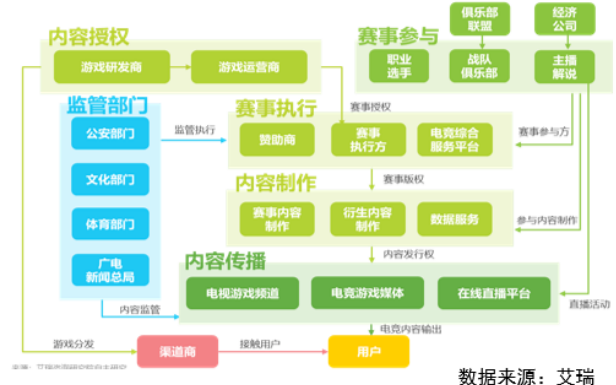 俱乐部
联盟
经济
公司
内容授权
游戏研发商
游戏运营商
赛事参与
职业
选手
战队
俱乐部
主播
解说
监管部门
公安部门
文化部门
体育部门
广电
新闻总局
监管执行
赛事授权
赛事执行
赞助商
赛事
执行方
电竞综合
服务平台
赛事参与方
赛事版权
内容制作
赛事内容
制作
衍生内容
制作
数据服务
参与内容制作
内容发行权
内容传播
电视游戏频道
电竞游戏媒体
在线直播平台
内容监管
直播活动
电竞内容输出
游戏分发
渠道商
接触用户
用户
数据来源：艾瑞